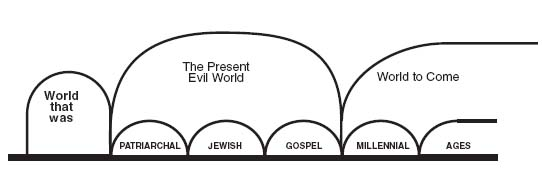 The Present
Evil World
World to Come
World
that
was
PATRIARCHAL
JEWISH
GOSPEL
MILLENNIAL
AGES